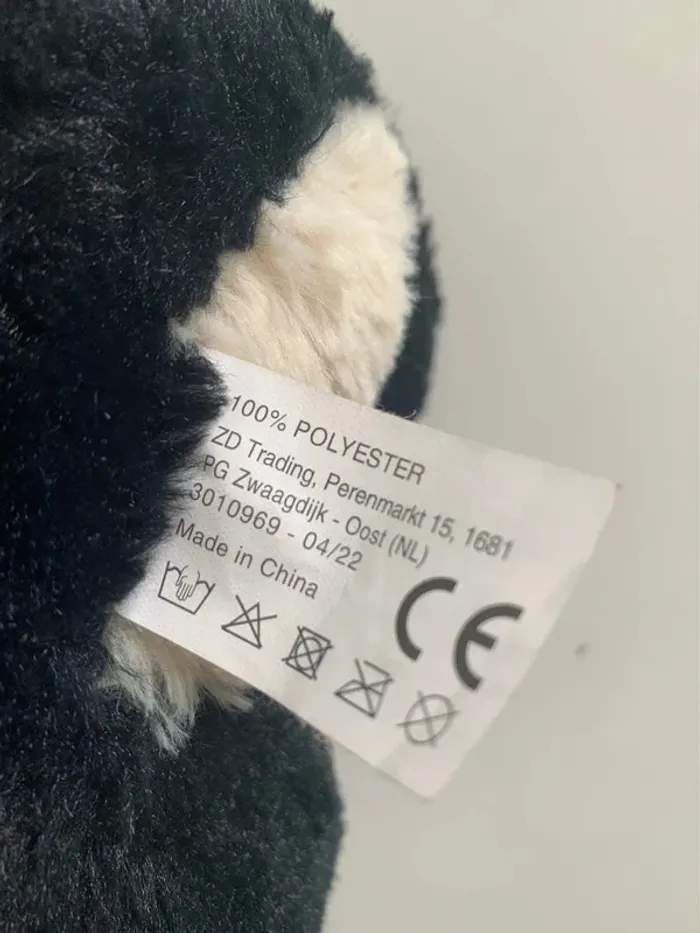 100% POLYESTER
ZD Trading, Perenmarkt 15, 1681
PG Zwaagdijk - Oost (NL)
3010969 - 04/22
Made in China
CE